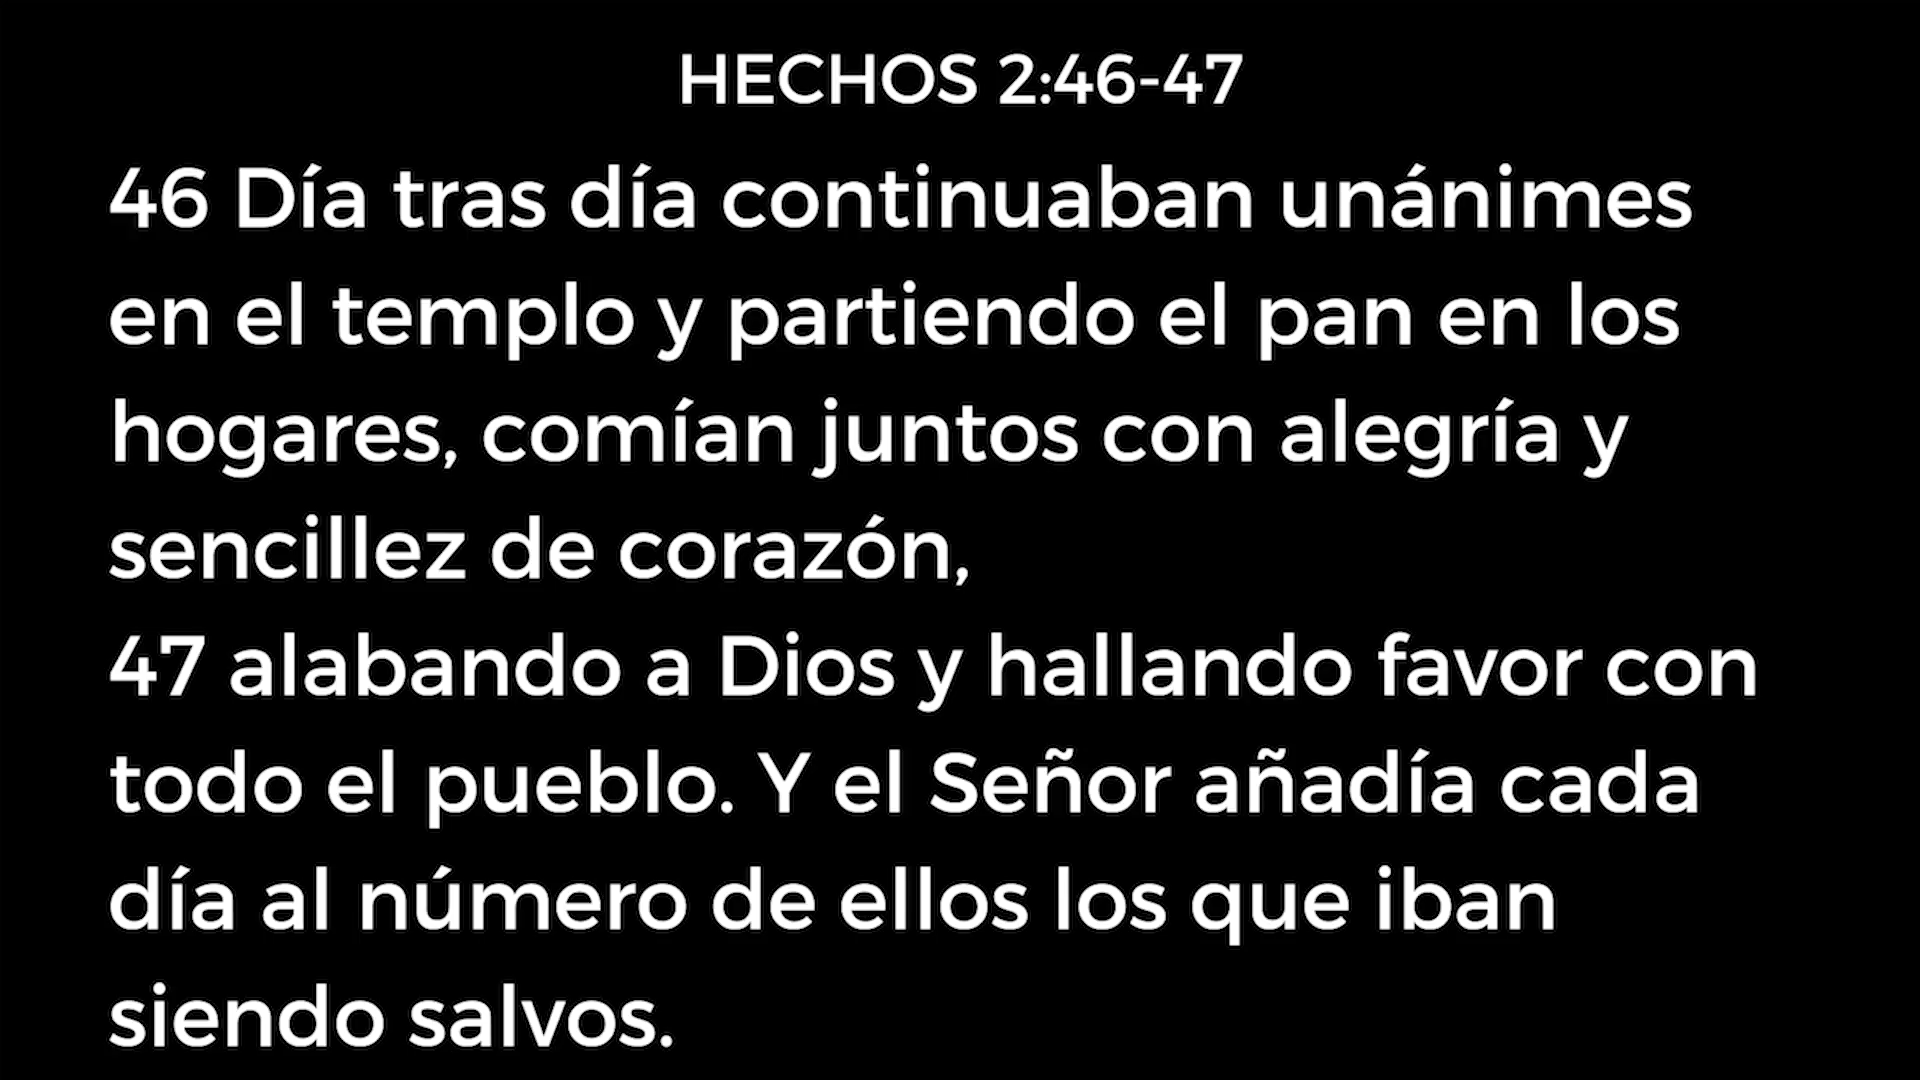 HECHOS 2:46-47
46 Día tras día continuaban unánimes
en el templo y partiendo el pan en los
hogares, comían juntos con alegría y
sencillez de corazón,
47 alabando a Dios y hallando favor con
todo el pueblo. Y el Señor añadía cada
día al número de ellos los que iban
siendo salvos.